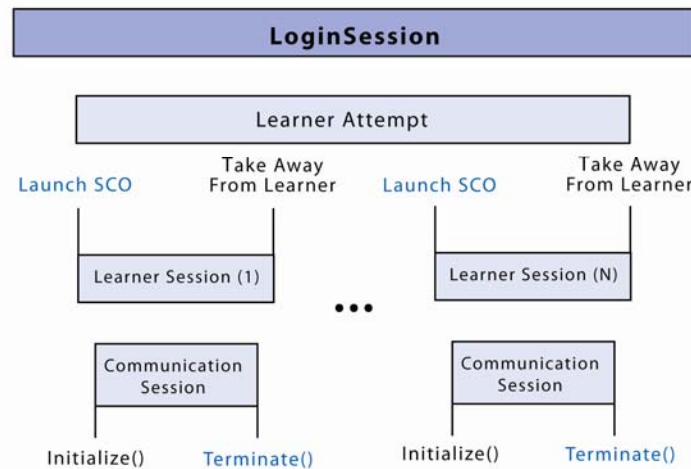 LoginSession
Learner Attempt
Launch SCO
Take Away
From Learner
Launch SCO
Take Away
From Learner
Learner Session (1)
Learner Session (N)
...
Communication
Session
Communication
Session
Initialize()
Terminate()
Initialize()
Terminate()